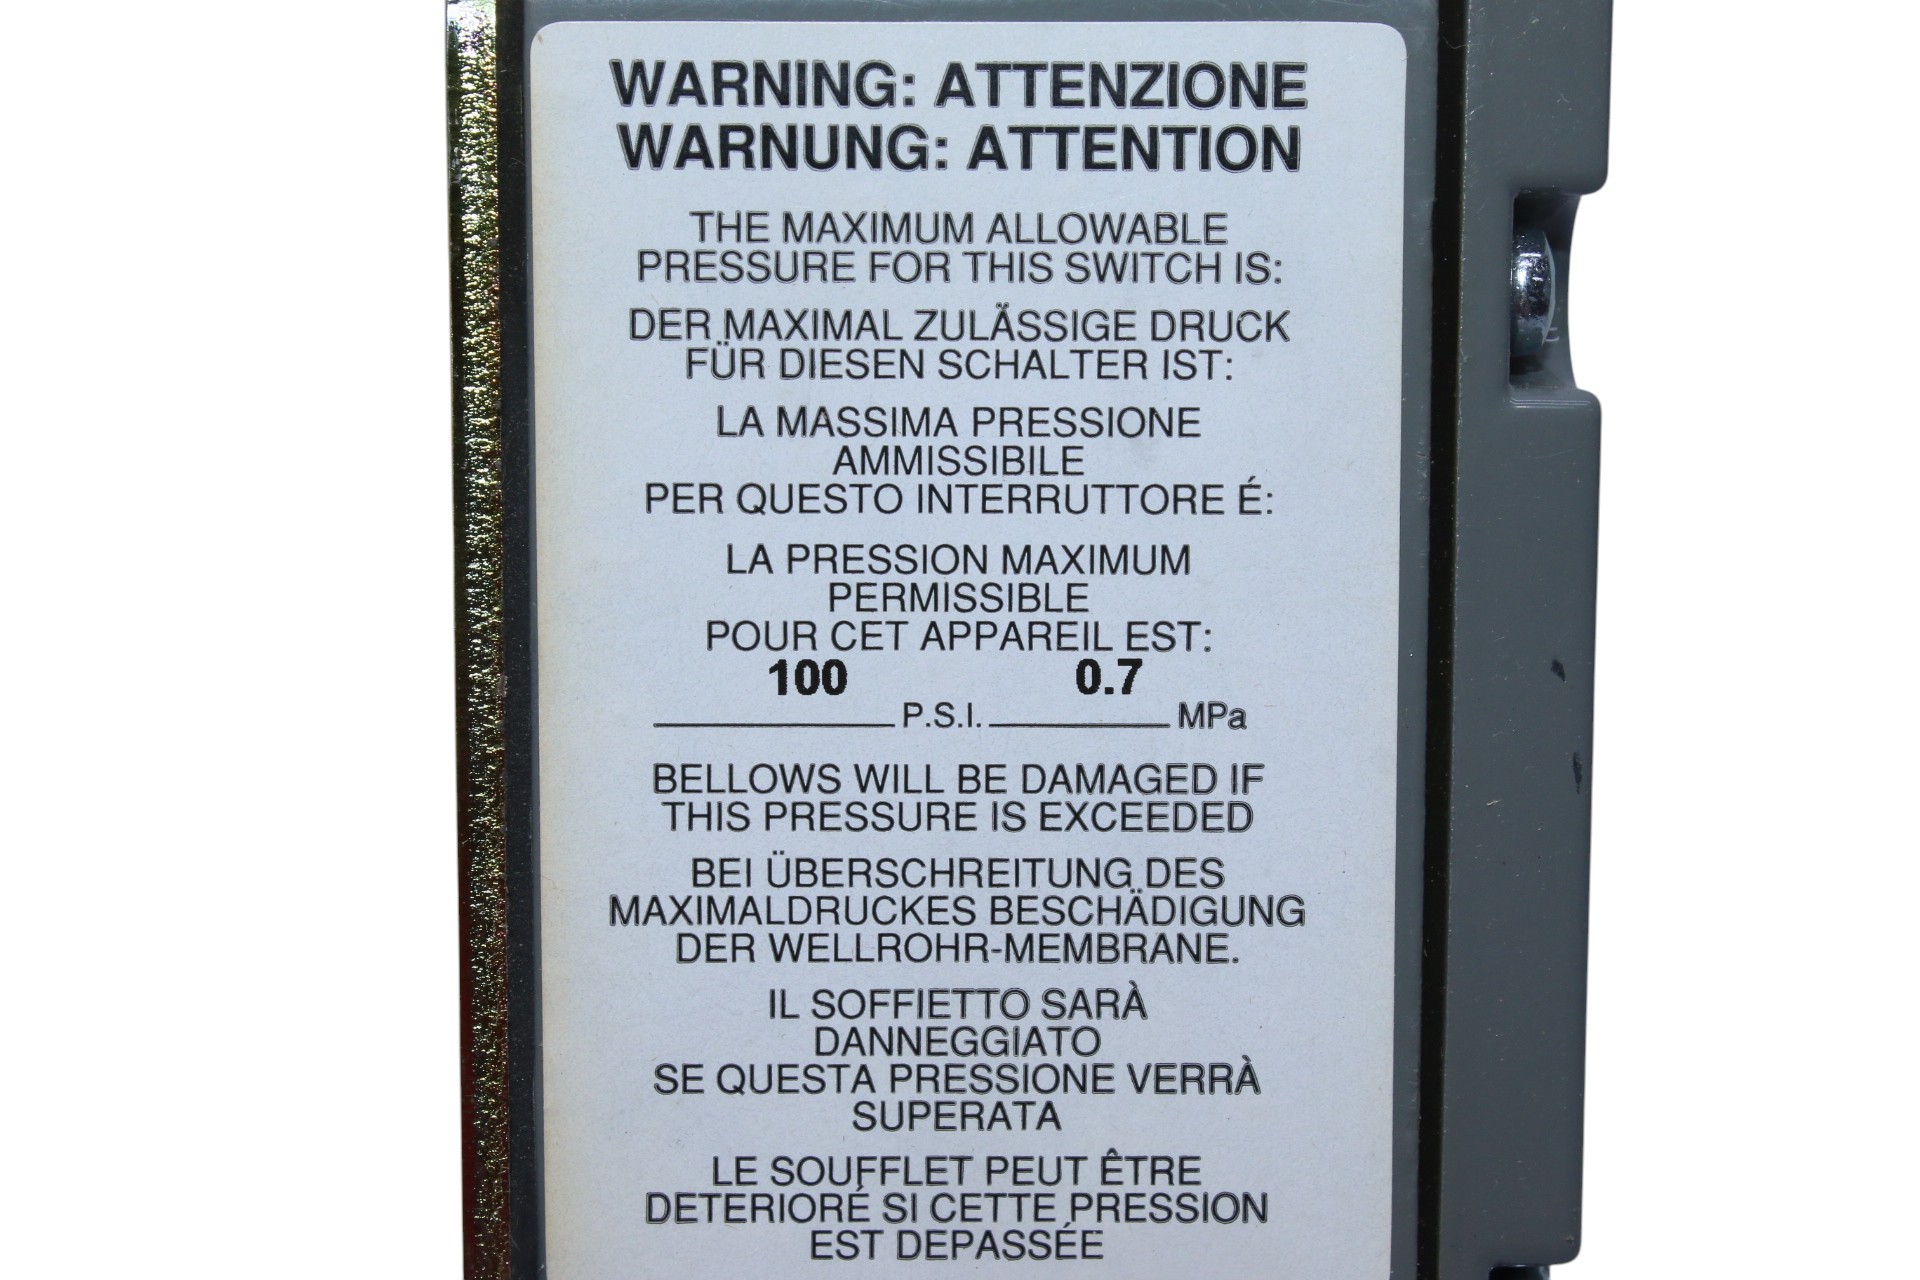 WARNING: ATTENZIONE
WARNUNG: ATTENTION
THE MAXIMUM ALLOWABLE
PRESSURE FOR THIS SWITCH IS:
DER MAXIMAL ZULÄSSIGE DRUCK
FÜR DIESEN SCHALTER IST:
LA MASSIMA PRESSIONE
AMMISSIBILE
PER QUESTO INTERRUTTORE É:
LA PRESSION MAXIMUM
PERMISSIBLE
POUR CET APPAREIL EST:
100 P.S.I. 0.7 MPa
BELLOWS WILL BE DAMAGED IF
THIS PRESSURE IS EXCEEDED
BEI ÜBERSCHREITUNG DES
MAXIMALDRUCKES BESCHÄDIGUNG
DER WELLROHR-MEMBRANE.
IL SOFFIETTO SARÀ
DANNEGGIATO
SE QUESTA PRESSIONE VERRÀ
SUPERATA
LE SOUFFLET PEUT ÊTRE
DETERIORÉ SI CETTE PRESSION
EST DEPASSÉE